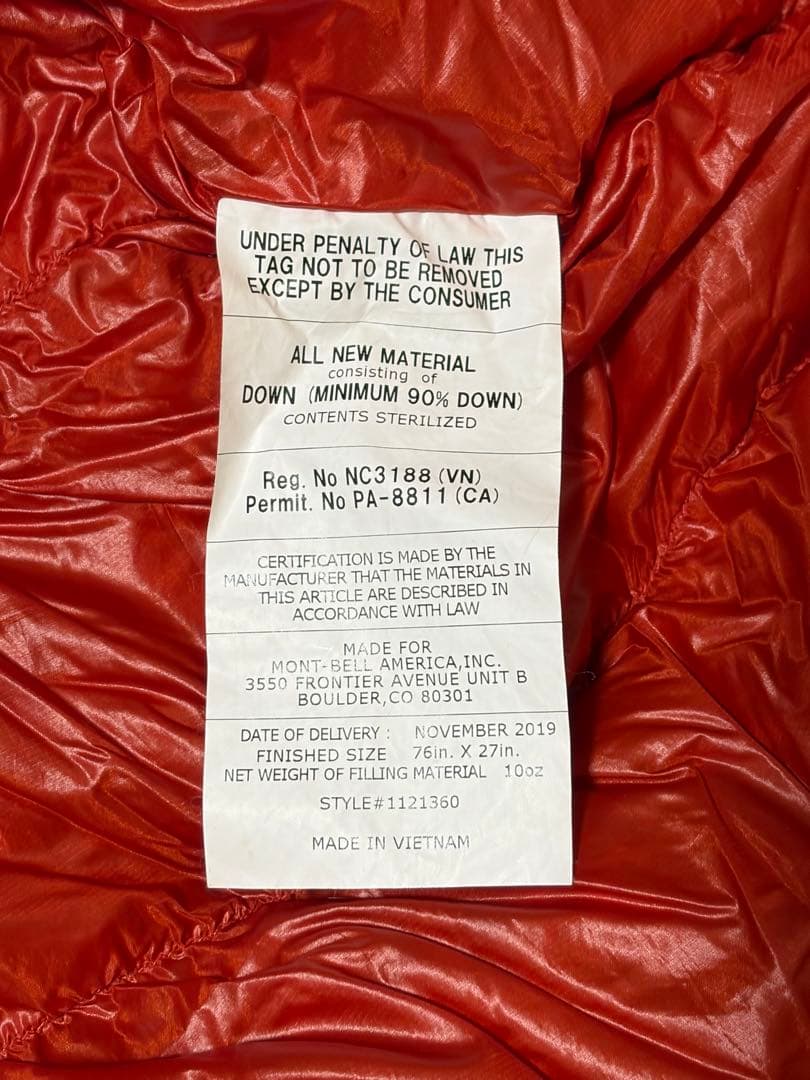 UNDER PENALTY OF LAW THIS
TAG NOT TO BE REMOVED
EXCEPT BY THE CONSUMER
ALL NEW MATERIAL
consisting of
DOWN (MINIMUM 90% DOWN)
CONTENTS STERILIZED
Reg. No NC3188 (VN)
Permit. No PA-8811 (CA)
CERTIFICATION IS MADE BY THE
MANUFACTURER THAT THE MATERIALS IN
THIS ARTICLE ARE DESCRIBED IN
ACCORDANCE WITH LAW
MADE FOR
MONT-BELL AMERICA,INC.
3550 FRONTIER AVENUE UNIT B
BOULDER,CO 80301
DATE OF DELIVERY : NOVEMBER 2019
FINISHED SIZE 76in. X 27in.
NET WEIGHT OF FILLING MATERIAL 10oz
STYLE#1121360
MADE IN VIETNAM